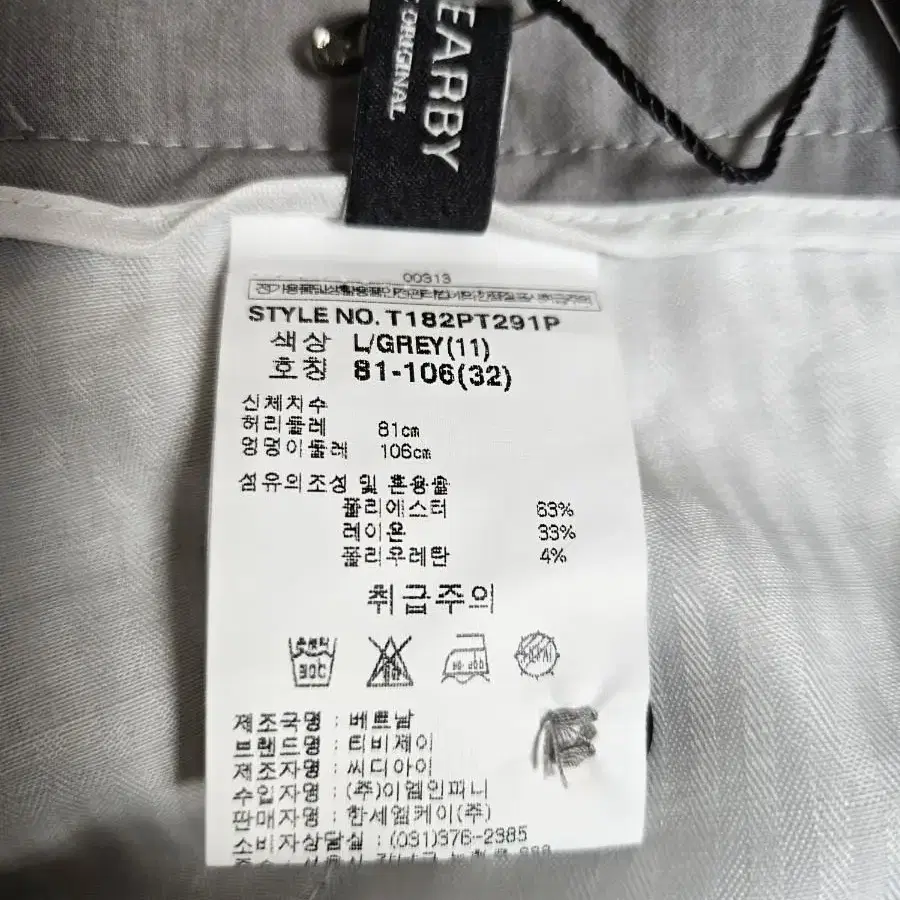 EARBY
ORIGINAL
00313
STYLE NO. T182PT291P
색상 L/GREY(11)
호칭 81-106(32)
신체치수
허리둘레 81cm
엉덩이둘레 106cm
섬유의조성 및 혼용율
폴리에스터 63%
레이온 33%
폴리우레탄 4%
취급주의
제조국명 : 베트남
브랜드명 : 티비제이
제조자명 : 씨디아이
수입자명 : (주)이엠인피니
판매자명 : 한세엠케이(주)
소비자상담실 : (031)376-2385